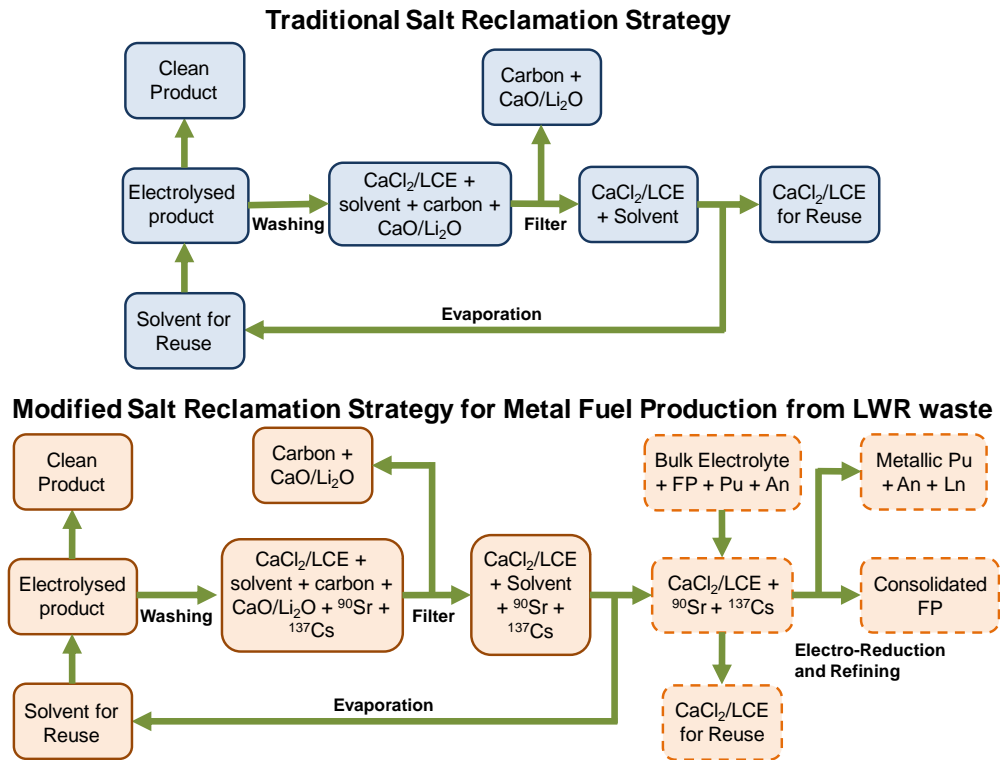 Traditional Salt Reclamation Strategy
Clean
Product
Carbon +
CaO/Li₂O
Electrolysed
product
Washing
CaCl₂/LCE +
solvent + carbon +
CaO/Li₂O
Filter
CaCl₂/LCE
+ Solvent
CaCl₂/LCE
for Reuse
Solvent for
Reuse
Evaporation
Modified Salt Reclamation Strategy for Metal Fuel Production from LWR waste
Clean
Product
Carbon +
CaO/Li₂O
Bulk Electrolyte
+ FP + Pu + An
Metallic Pu
+ An + Ln
Electrolysed
product
Washing
CaCl₂/LCE +
solvent + carbon +
CaO/Li₂O + ⁹⁰Sr +
¹³⁷Cs
Filter
CaCl₂/LCE
+ Solvent
+ ⁹⁰Sr +
¹³⁷Cs
CaCl₂/LCE +
⁹⁰Sr + ¹³⁷Cs
Consolidated
FP
Electro-Reduction
and Refining
Solvent for
Reuse
Evaporation
CaCl₂/LCE
for Reuse